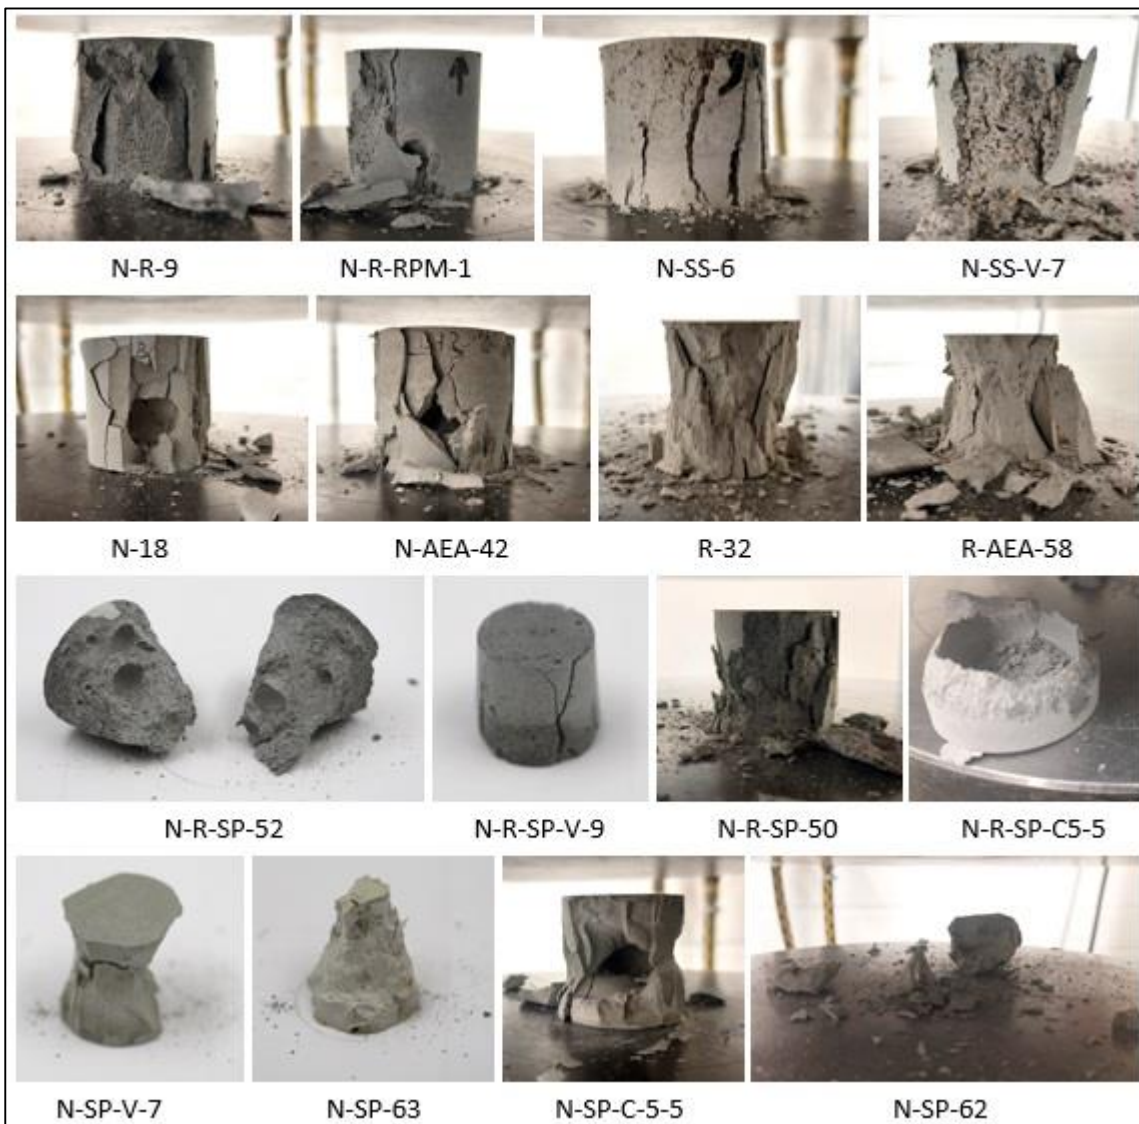 N-R-9 N-R-RPM-1 N-SS-6 N-SS-V-7
N-18 N-AEA-42 R-32 R-AEA-58
N-R-SP-52 N-R-SP-V-9 N-R-SP-50 N-R-SP-C5-5
N-SP-V-7 N-SP-63 N-SP-C-5-5 N-SP-62